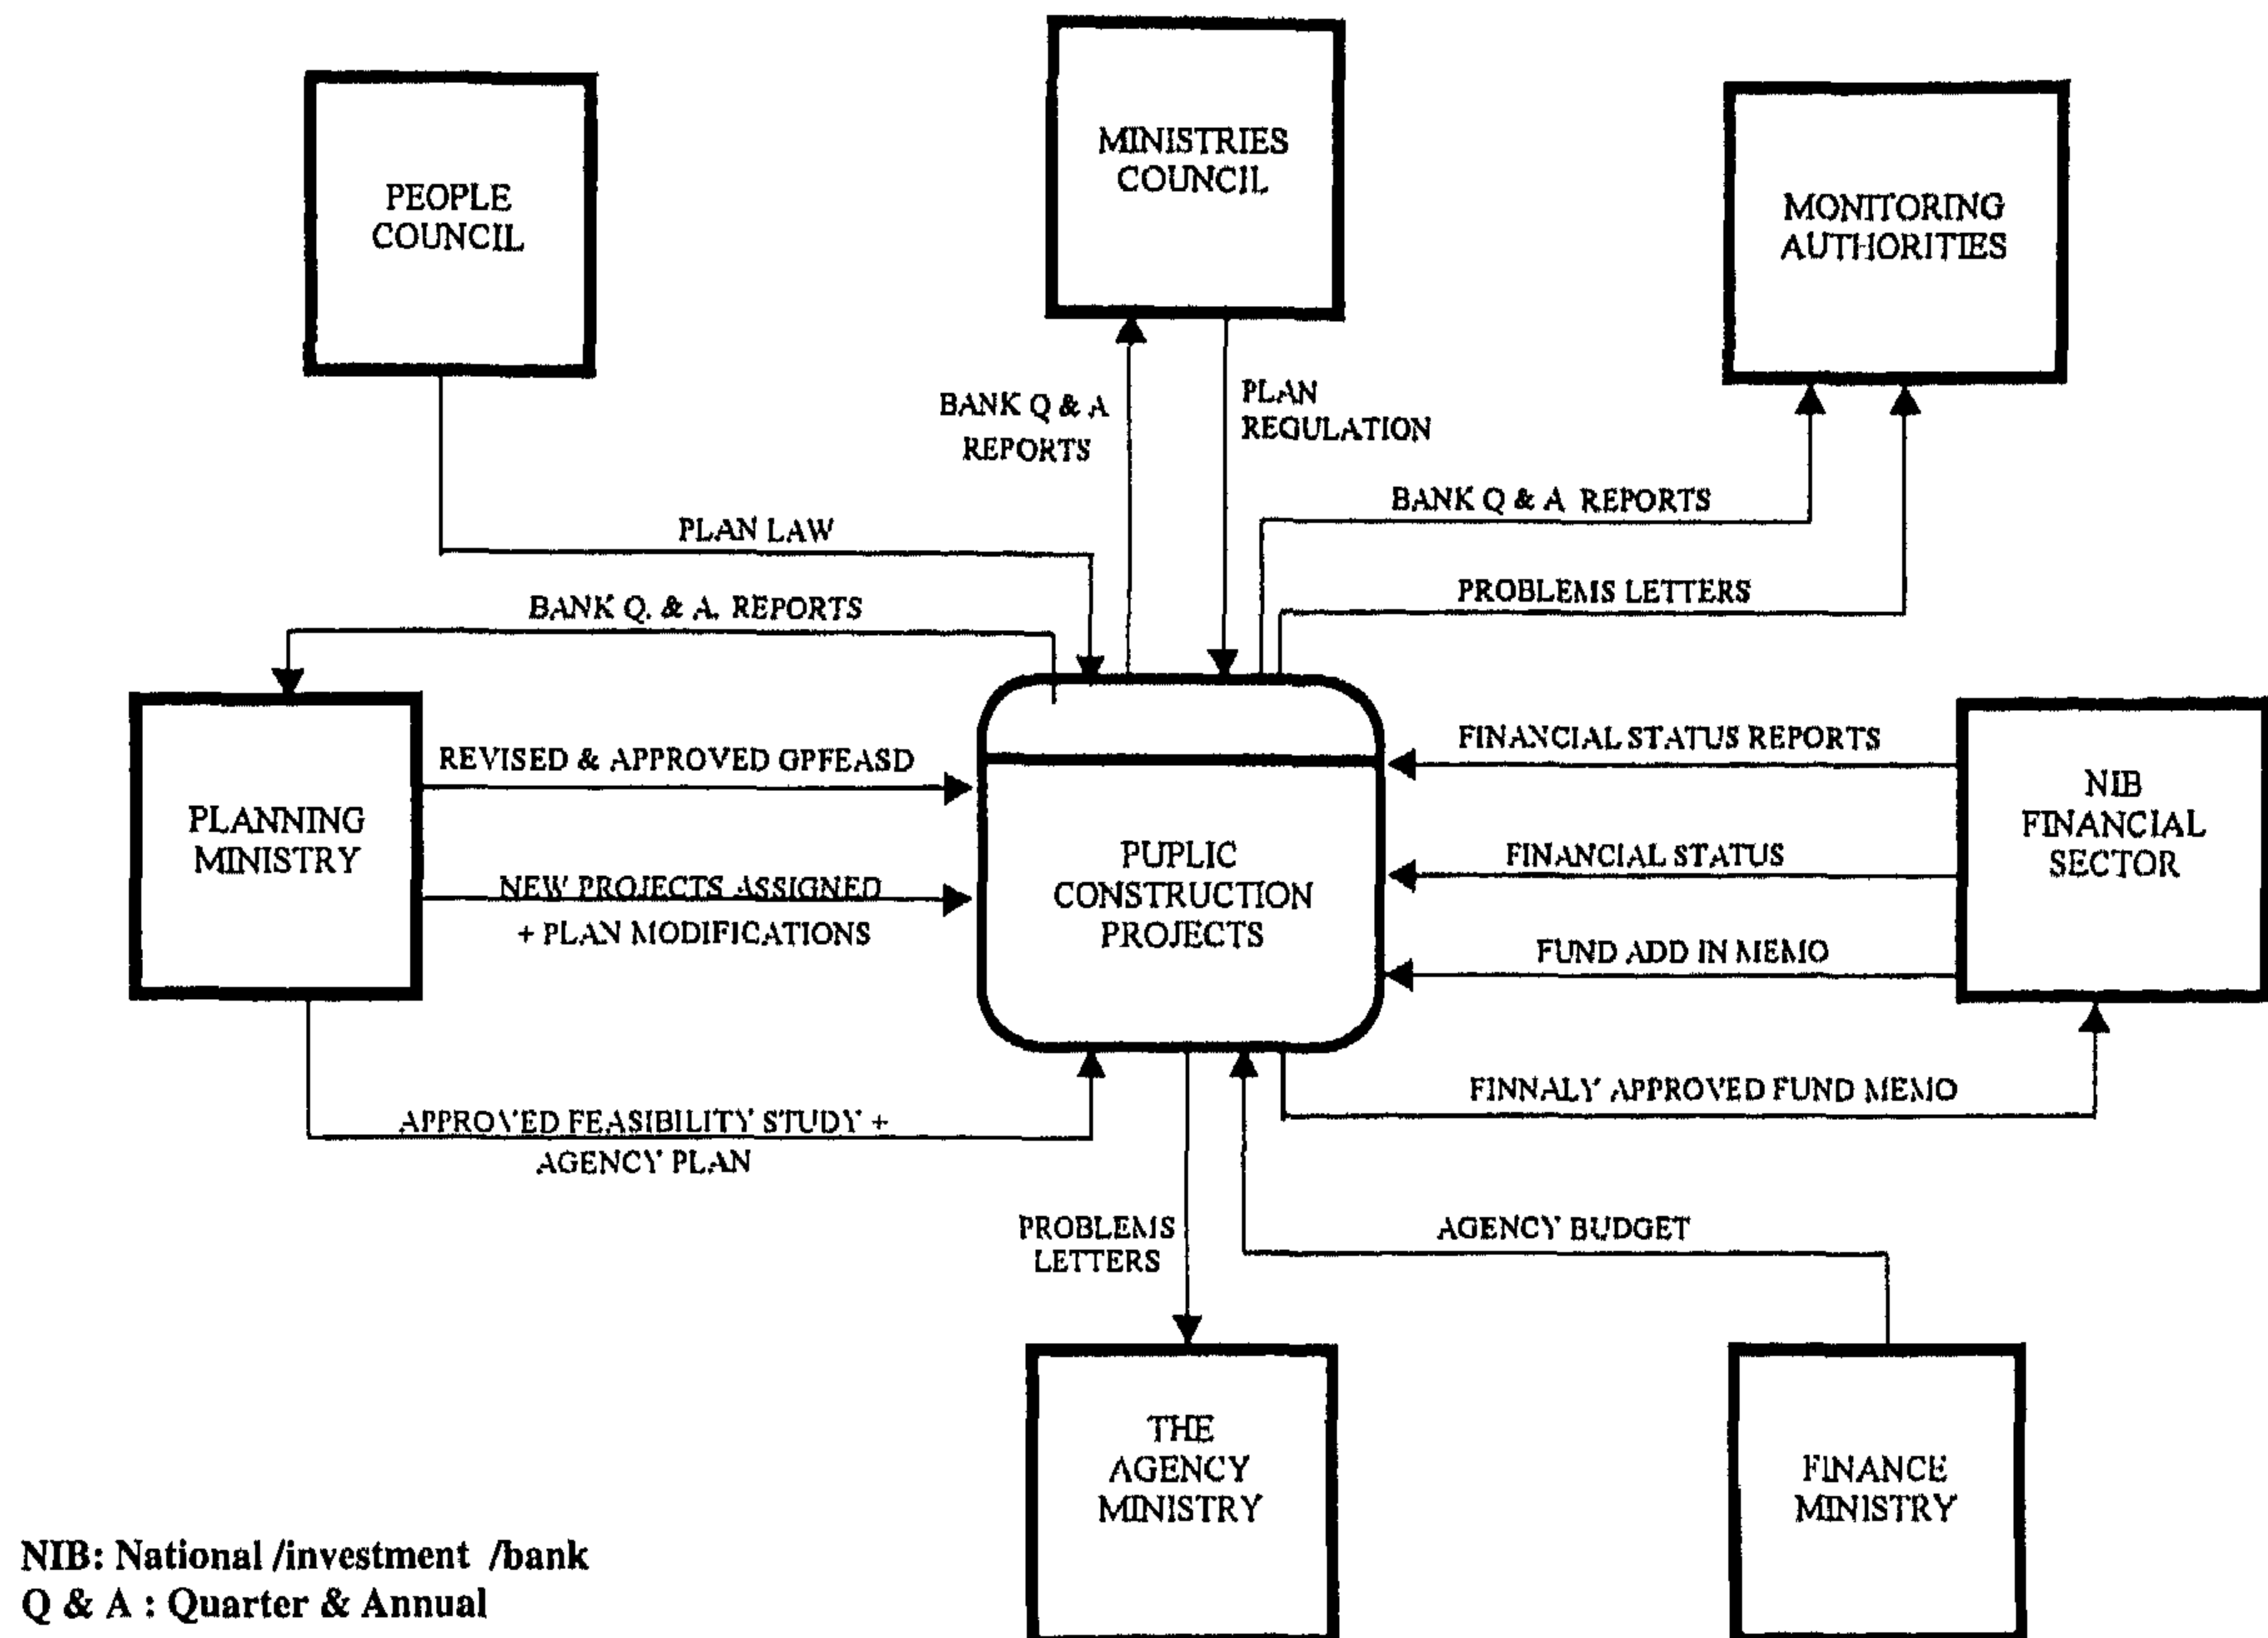 MINISTRIES
COUNCIL
PEOPLE
COUNCIL
MONITORING
AUTHORITIES
BANK Q & A
REPORTS
PLAN
REGULATION
BANK Q & A REPORTS
PLAN LAW
PROBLEMS LETTERS
BANK Q. & A. REPORTS
REVISED & APPROVED GPFEASD
FINANCIAL STATUS REPORTS
PLANNING
MINISTRY
NIB
FINANCIAL
SECTOR
PUPLIC
CONSTRUCTION
PROJECTS
FINANCIAL STATUS
NEW PROJECTS ASSIGNED
+ PLAN MODIFICATIONS
FUND ADD IN MEMO
FINNALY APPROVED FUND MEMO
APPROVED FEASIBILITY STUDY +
AGENCY PLAN
PROBLEMS
LETTERS
AGENCY BUDGET
THE
AGENCY
MINISTRY
FINANCE
MINISTRY
NIB: National /investment /bank
Q & A : Quarter & Annual